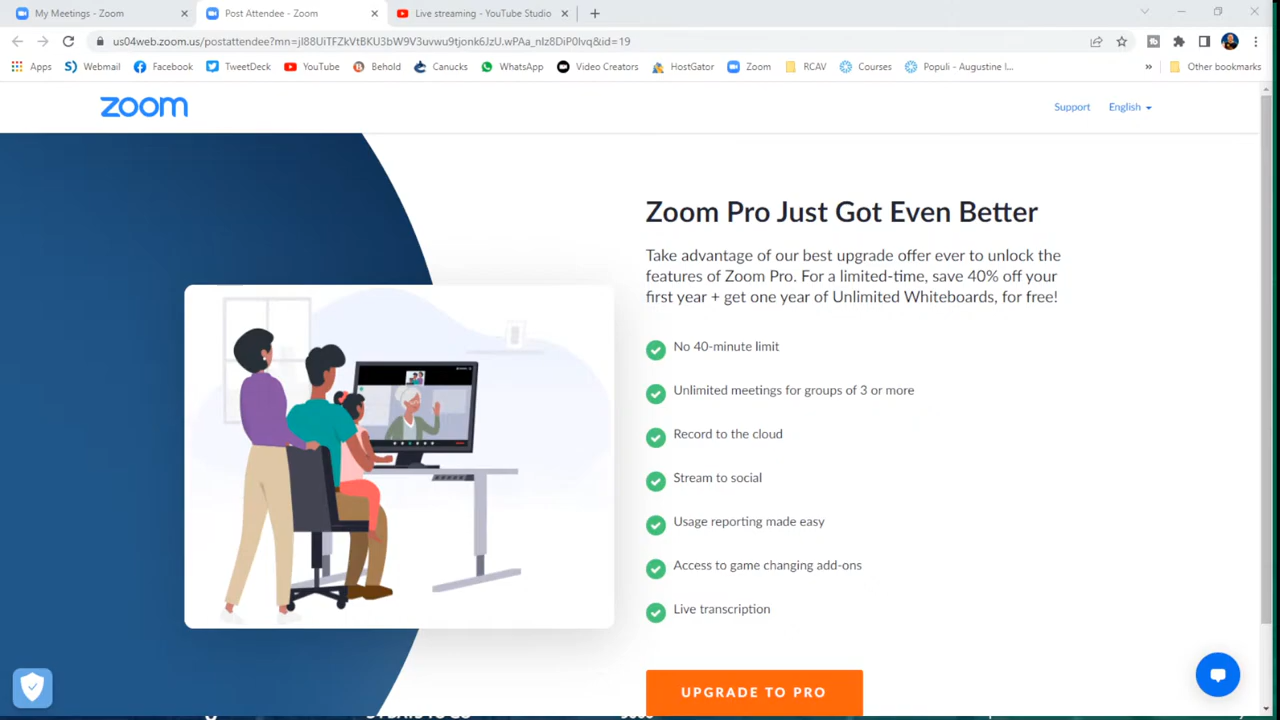 My Meetings - Zoom
Post Attendee - Zoom
Live streaming - YouTube Studio
us04web.zoom.us/postattendee?mn=jI88UiTFZkVtBKU3bW9V3uvwu9tjonk6JzU.wPAa_nIz8DiP0Ivq&id=19
Apps Webmail Facebook TweetDeck YouTube Behold Canucks WhatsApp Video Creators HostGator Zoom RCAV Courses Populi - Augustine I... » Other bookmarks
zoom
Support English
Zoom Pro Just Got Even Better
Take advantage of our best upgrade offer ever to unlock the
features of Zoom Pro. For a limited-time, save 40% off your
first year + get one year of Unlimited Whiteboards, for free!
No 40-minute limit
Unlimited meetings for groups of 3 or more
Record to the cloud
Stream to social
Usage reporting made easy
Access to game changing add-ons
Live transcription
UPGRADE TO PRO